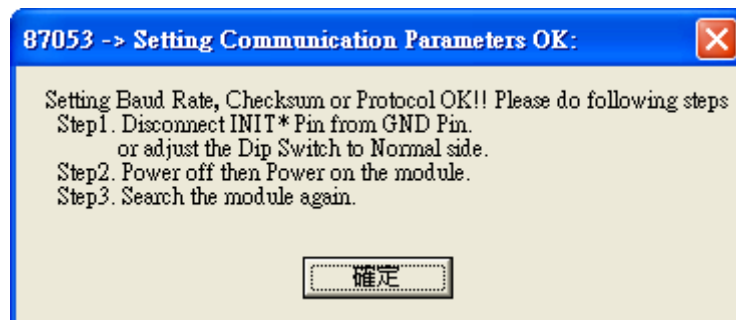 87053 -> Setting Communication Parameters OK:
Setting Baud Rate, Checksum or Protocol OK!! Please do following steps
Step1. Disconnect INIT* Pin from GND Pin.
or adjust the Dip Switch to Normal side.
Step2. Power off then Power on the module.
Step3. Search the module again.
確定